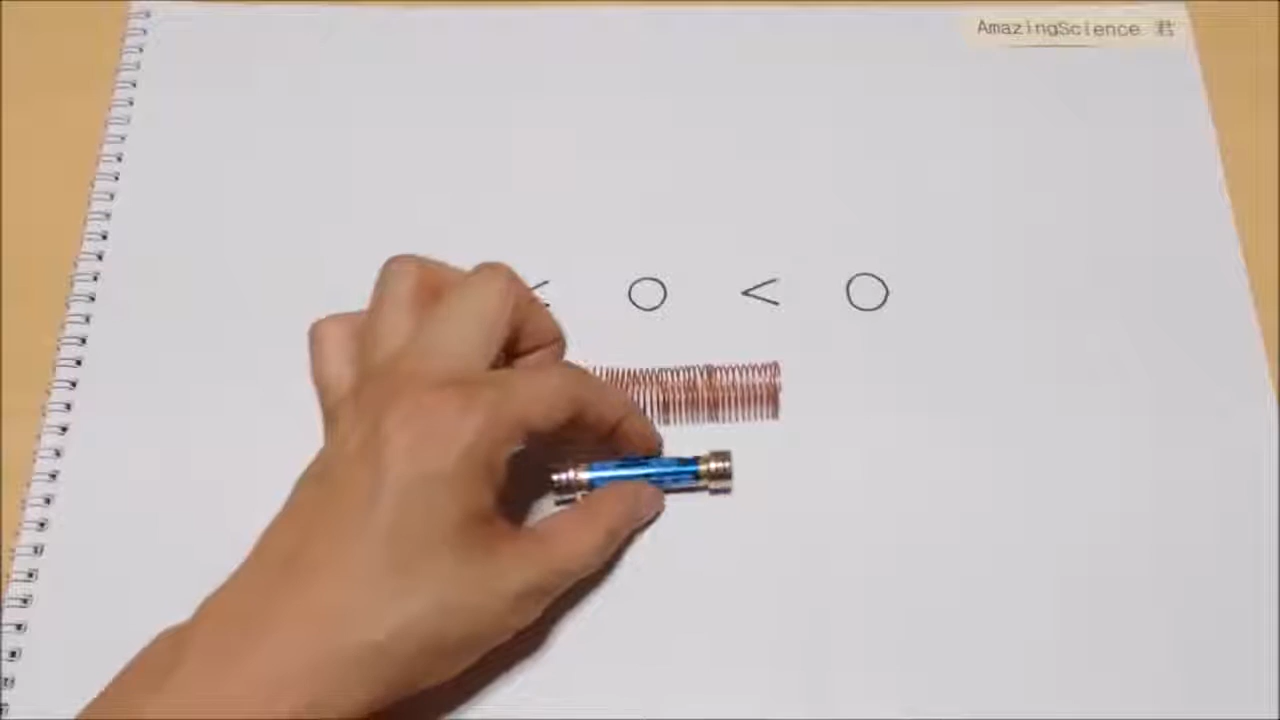 AmazingScience 君
< ○ < ○